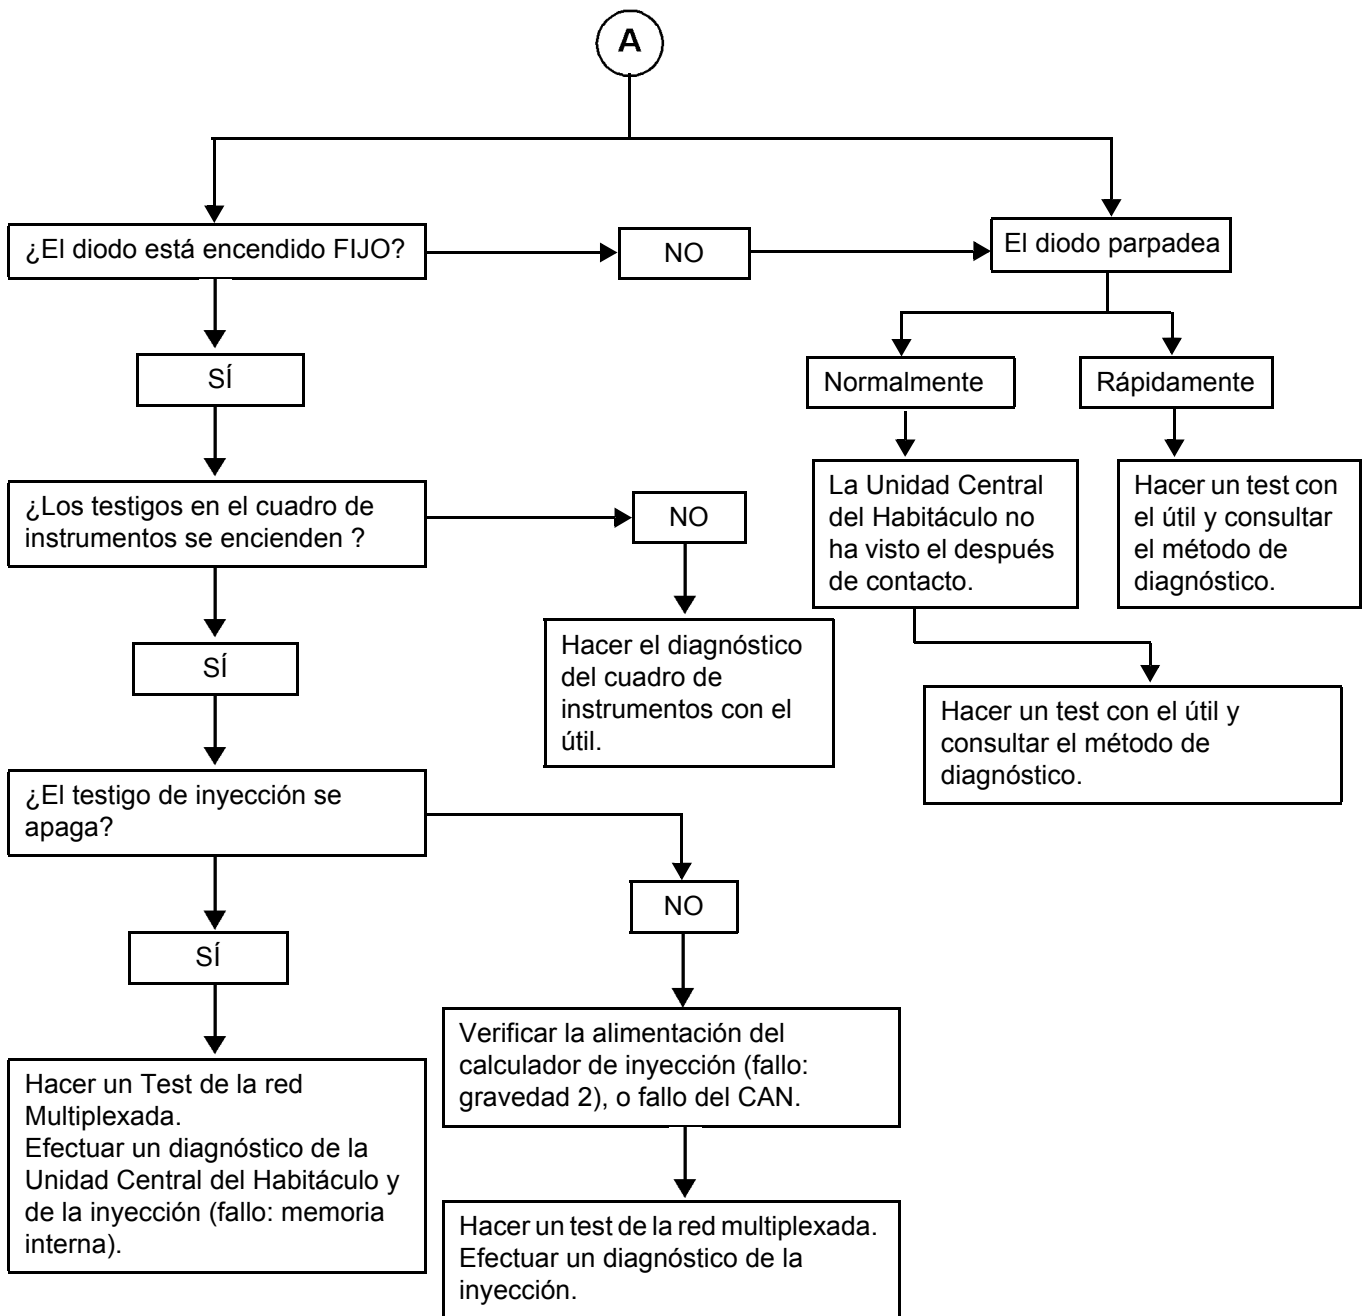 A
¿El diodo está encendido FIJO?
NO
El diodo parpadea
SÍ
Normalmente
Rápidamente
¿Los testigos en el cuadro de
instrumentos se encienden ?
NO
La Unidad Central
del Habitáculo no
ha visto el después
de contacto.
Hacer un test con
el útil y consultar
el método de
diagnóstico.
SÍ
Hacer el diagnóstico
del cuadro de
instrumentos con el
útil.
Hacer un test con el útil y
consultar el método de
diagnóstico.
¿El testigo de inyección se
apaga?
NO
SÍ
Verificar la alimentación del
calculador de inyección (fallo:
gravedad 2), o fallo del CAN.
Hacer un Test de la red
Multiplexada.
Efectuar un diagnóstico de la
Unidad Central del Habitáculo y
de la inyección (fallo: memoria
interna).
Hacer un test de la red multiplexada.
Efectuar un diagnóstico de la
inyección.